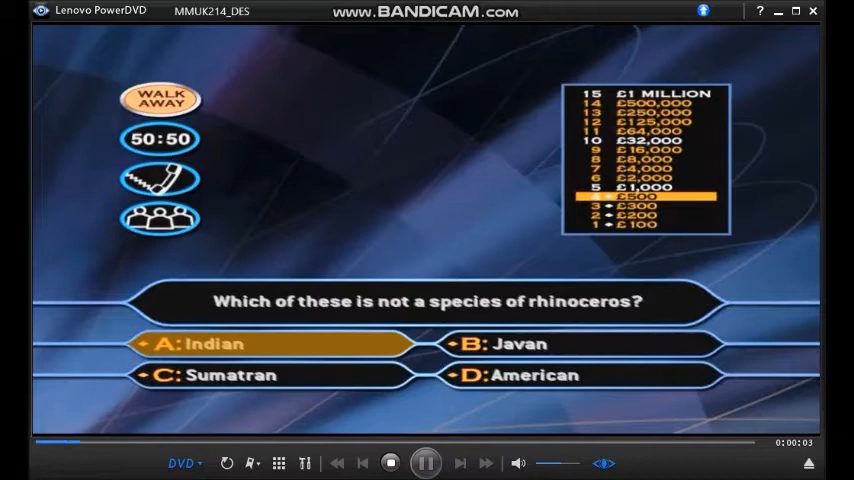 Lenovo PowerDVD
MMUK214_DES
www.BANDICAM.com
?
WALK
AWAY
50:50
15 £1 MILLION
14 £500,000
13 £250,000
12 £125,000
11 £64,000
10 £32,000
9 £16,000
8 £8,000
7 £4,000
6 £2,000
5 £1,000
4 £500
3 £300
2 £200
1 £100
Which of these is not a species of rhinoceros?
A: Indian
B: Javan
C: Sumatran
D: American
0:00:03
DVD